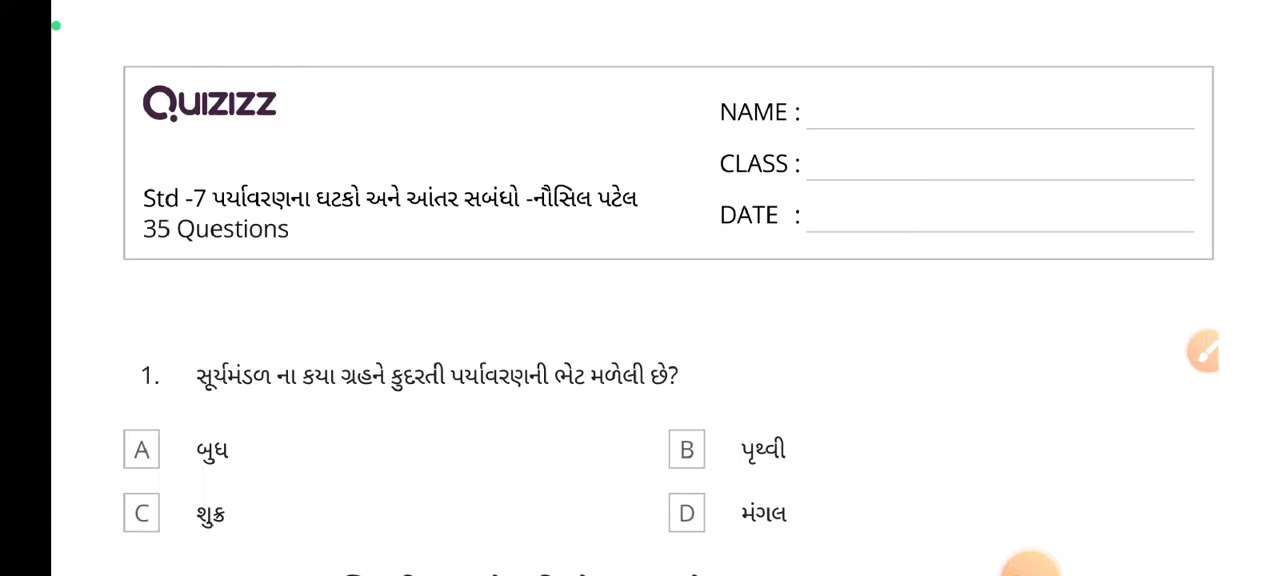 Quizizz
NAME :
CLASS :
DATE :
Std -7 પર્યાવરણના ઘટકો અને આંતર સબંધો -નૌસિલ પટેલ
35 Questions
1. સૂર્યમંડળ ના કયા ગ્રહને કુદરતી પર્યાવરણની ભેટ મળેલી છે?
A બુધ
B પૃથ્વી
C શુક્ર
D મંગલ